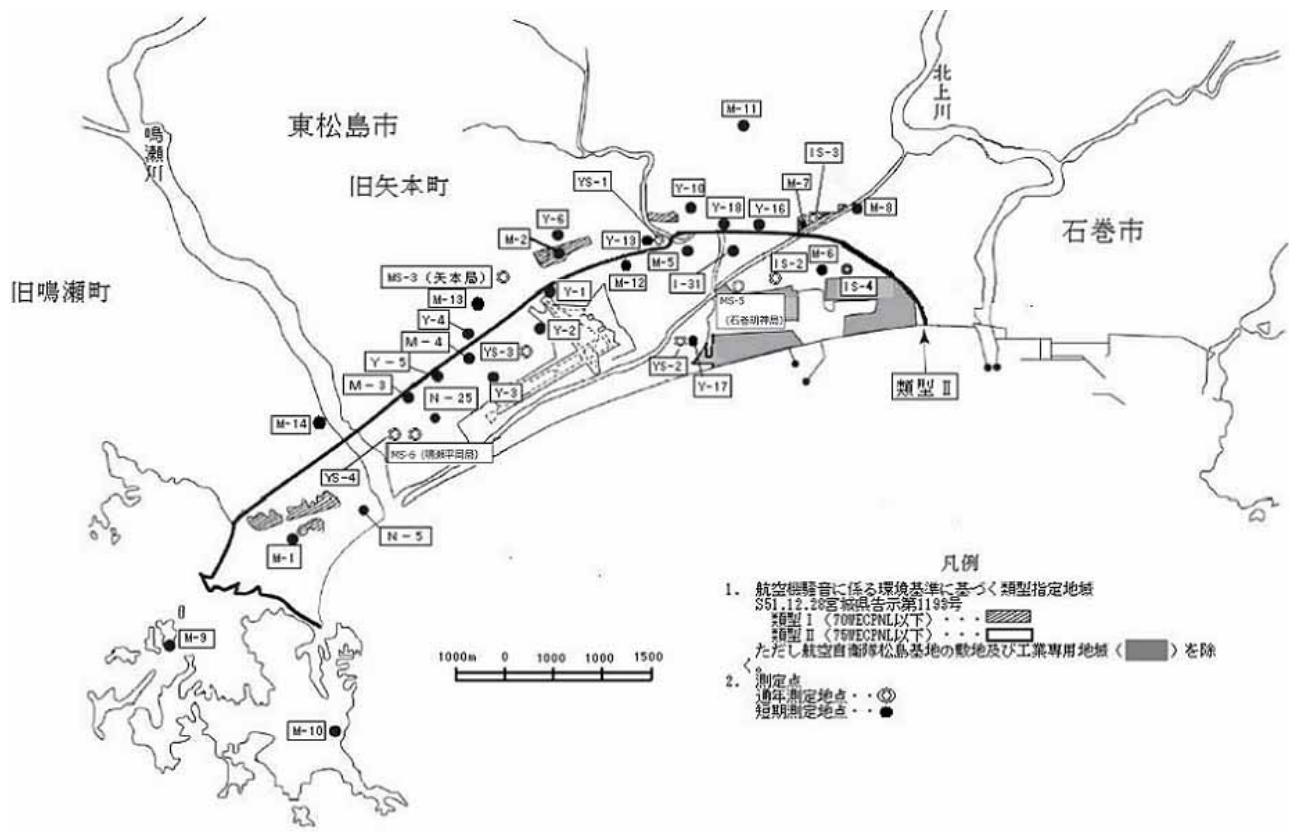 北上川
東松島市
鳴瀬川
旧矢本町
旧鳴瀬町
石巻市
M-11
IS-3
YS-1
Y-10
M-7
Y-18
Y-16
M-8
Y-6
M-2
Y-13
M-5
I-31
IS-2
M-6
IS-4
MS-3（矢本局）
M-12
M-13
Y-1
MS-5
（石巻明神局）
Y-4
Y-2
M-4
YS-3
Y-5
YS-2
M-3
Y-3
Y-17
類型Ⅱ
N-25
M-14
MS-6（鳴瀬平岡局）
YS-4
N-5
M-1
M-9
M-10
1000m 0 1000 1000 1500
凡例
1. 航空機騒音に係る環境基準に基づく類型指定地域
S51.12.28宮城県告示第1193号
類型Ⅰ（70WECPNL以下）・・・
類型Ⅱ（75WECPNL以下）・・・
ただし航空自衛隊松島基地の敷地及び工業専用地域（ ）を除
く。
2. 測定点
通年測定地点・・
短期測定地点・・